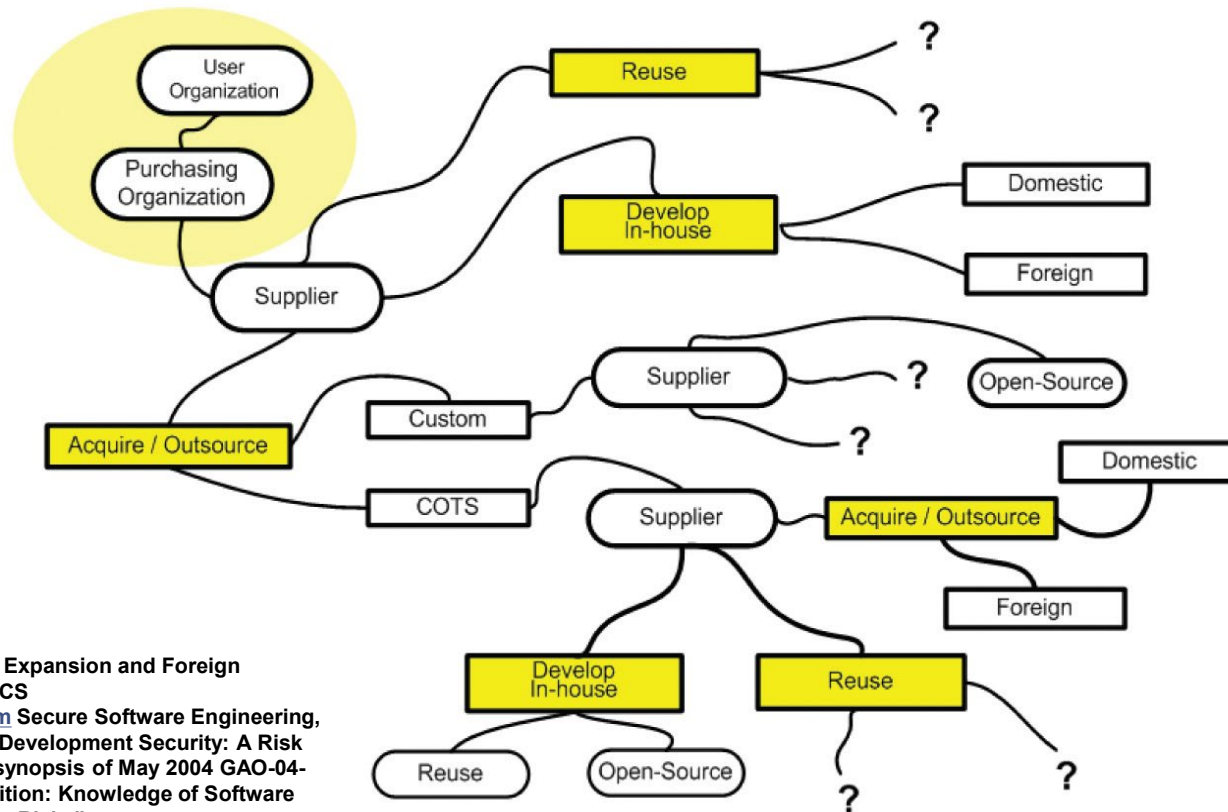 User
Organization
Purchasing
Organization
Supplier
Reuse
?
?
Develop
In-house
Domestic
Foreign
Acquire / Outsource
Custom
COTS
Supplier
?
?
Open-Source
Supplier
Acquire / Outsource
Domestic
Foreign
Develop
In-house
Reuse
Open-Source
Reuse
?
?
Expansion and Foreign
CS
m Secure Software Engineering,
Development Security: A Risk
synopsis of May 2004 GAO-04-
ition: Knowledge of Software